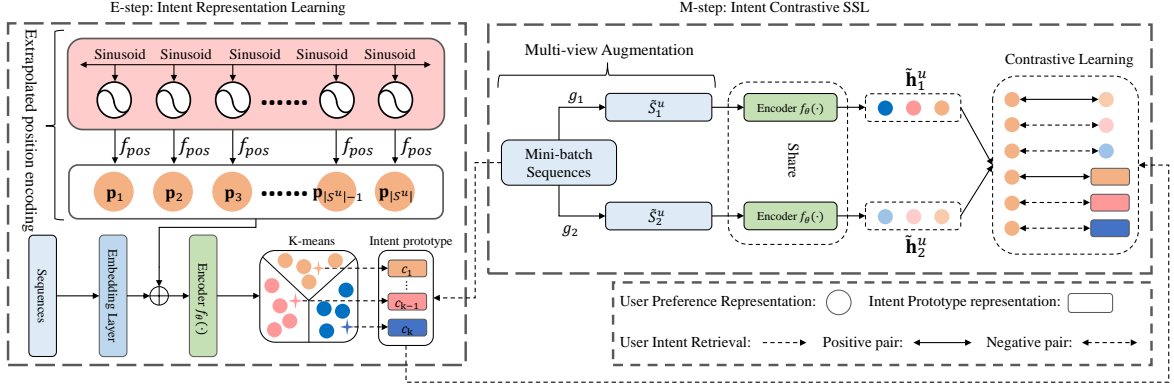 E-step: Intent Representation Learning
Extrapolated position encoding
Sinusoid Sinusoid Sinusoid Sinusoid Sinusoid
f_pos f_pos f_pos f_pos f_pos
p_1 p_2 p_3 p_{|S^u|-1} p_{|S^u|}
Sequences
Embedding Layer
Encoder f_θ(·)
K-means
Intent prototype
c_1
c_{k-1}
c_k
M-step: Intent Contrastive SSL
Multi-view Augmentation
g_1
S̃_1^u
Encoder f_θ(·)
h̃_1^u
Mini-batch
Sequences
Share
g_2
S̃_2^u
Encoder f_θ(·)
h̃_2^u
Contrastive Learning
User Preference Representation:
Intent Prototype representation:
User Intent Retrieval:
Positive pair:
Negative pair: